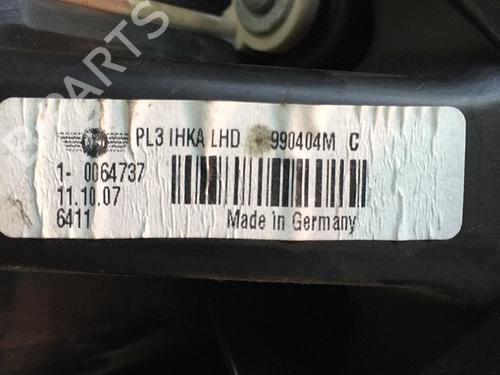 PL3 IHKA LHD 990404M C
1- 0064737
11.10.07
6411 Made in Germany